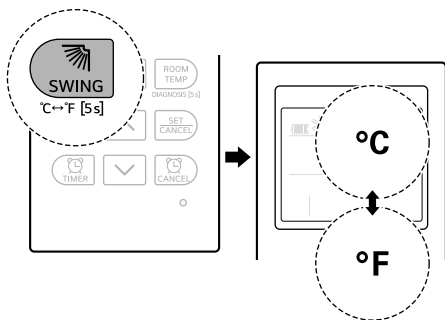 SWING
°C↔°F [5s]
ROOM
TEMP
DIAGNOSIS [5s]
SET
CANCEL
TIMER
CANCEL
°C
°F